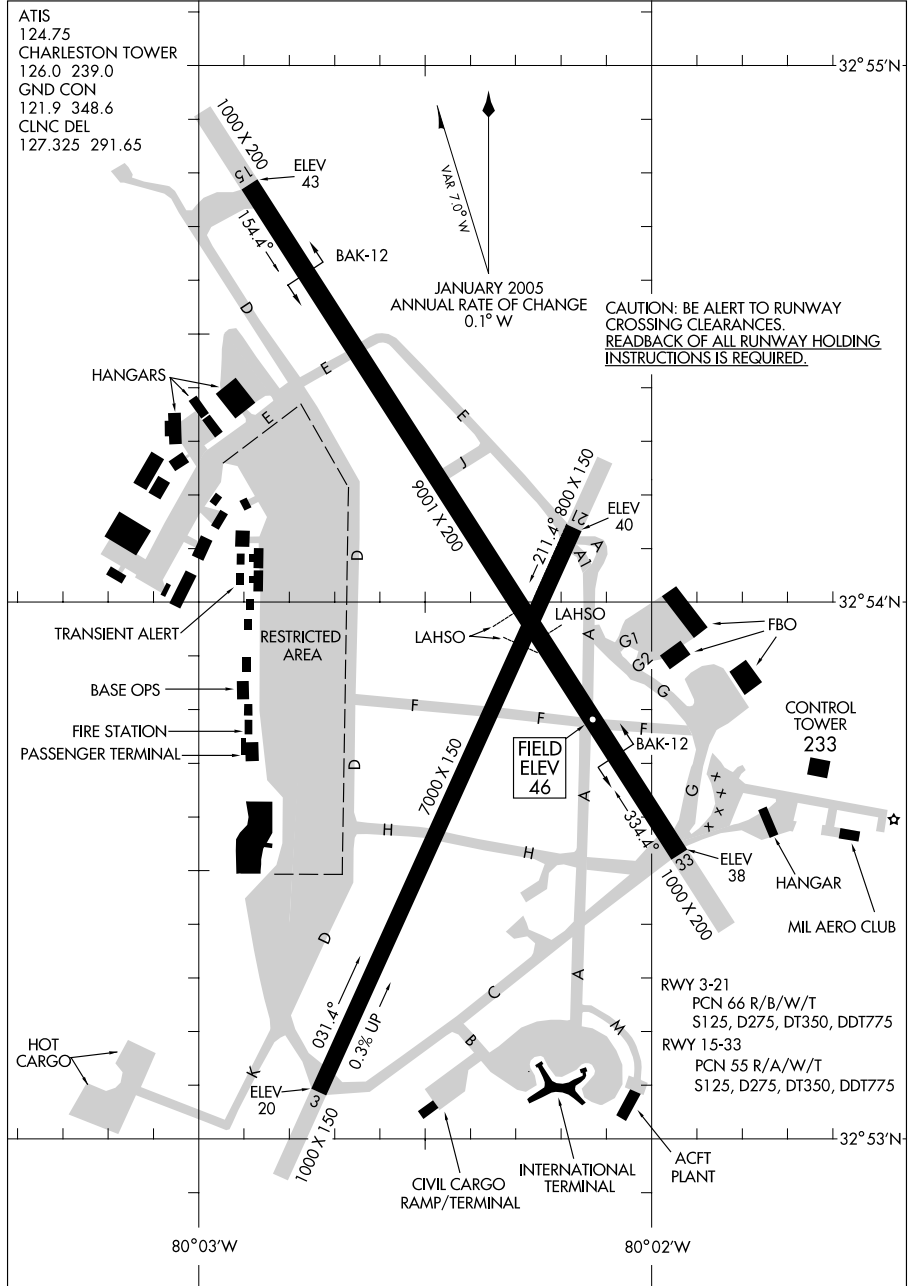 ATIS
124.75
CHARLESTON TOWER
126.0 239.0
GND CON
121.9 348.6
CLNC DEL
127.325 291.65
32°55'N
1000 X 200
15
ELEV
43
154.4°
BAK-12
VAR 7.0° W
JANUARY 2005
ANNUAL RATE OF CHANGE
0.1° W
CAUTION: BE ALERT TO RUNWAY
CROSSING CLEARANCES.
READBACK OF ALL RUNWAY HOLDING
INSTRUCTIONS IS REQUIRED.
D
HANGARS
E
E
E
J
9001 X 200
800 X 150
21
211.4°
ELEV
40
A
A1
D
32°54'N
TRANSIENT ALERT
RESTRICTED
AREA
LAHSO
LAHSO
A
G1
G2
G
FBO
BASE OPS
FIRE STATION
PASSENGER TERMINAL
F
F
F
D
7000 X 150
FIELD
ELEV
46
BAK-12
CONTROL
TOWER
233
A
G
X
X
X
X
334.4°
H
H
33
ELEV
38
1000 X 200
HANGAR
MIL AERO CLUB
D
031.4°
0.3% UP
C
A
M
B
K
HOT
CARGO
ELEV
20
3
1000 X 150
RWY 3-21
PCN 66 R/B/W/T
S125, D275, DT350, DDT775
RWY 15-33
PCN 55 R/A/W/T
S125, D275, DT350, DDT775
32°53'N
CIVIL CARGO
RAMP/TERMINAL
INTERNATIONAL
TERMINAL
ACFT
PLANT
80°03'W
80°02'W